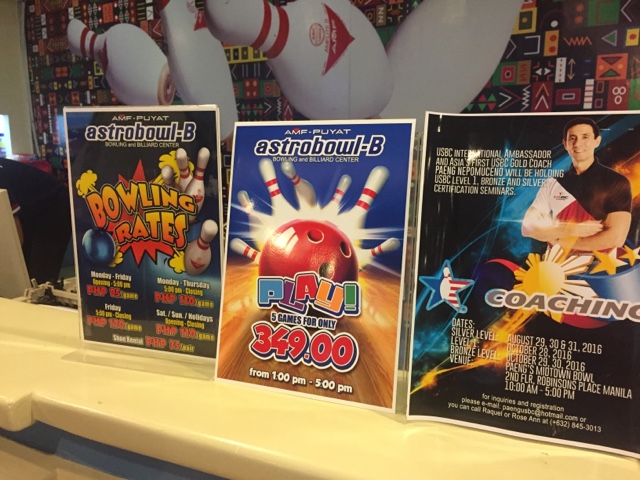 AMF-PUYAT
astrobowl-B
BOWLING and BILLIARD CENTER
BOWLING
RATES
Monday - Friday
Opening - 5:00 pm
Monday - Thursday
5:00 pm - Closing
Friday
5:00 pm - Closing
Sat. / Sun. / Holidays
Opening - Closing
Shoe Rental
AMF-PUYAT
astrobowl-B
BOWLING and BILLIARD CENTER
PLAY!
5 GAMES FOR ONLY
349.00
from 1:00 pm - 5:00 pm
USBC INTERNATIONAL AMBASSADOR
AND ASIA'S FIRST USBC GOLD COACH
PAENG NEPOMUCENO WILL BE HOLDING
USBC LEVEL 1, BRONZE AND SILVER
CERTIFICATION SEMINARS.
COACHING
DATES:
SILVER LEVEL: AUGUST 29, 30 & 31, 2016
LEVEL 1: OCTOBER 28, 2016
BRONZE LEVEL: OCTOBER 29, 30, 2016
VENUE: PAENG'S MIDTOWN BOWL
2ND FLR. ROBINSONS PLACE MANILA
10:00 AM - 5:00 PM
for inquiries and registration
please e-mail: paengusbc@hotmail.com or
you can call Raquel or Rose Ann at (+632) 845-3013
AMF